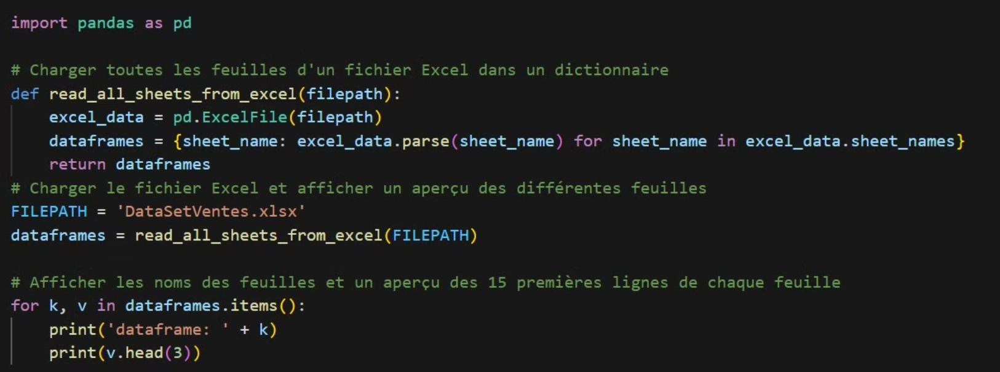 import pandas as pd
# Charger toutes les feuilles d'un fichier Excel dans un dictionnaire
def read_all_sheets_from_excel(filepath):
    excel_data = pd.ExcelFile(filepath)
    dataframes = {sheet_name: excel_data.parse(sheet_name) for sheet_name in excel_data.sheet_names}
    return dataframes
# Charger le fichier Excel et afficher un aperçu des différentes feuilles
FILEPATH = 'DataSetVentes.xlsx'
dataframes = read_all_sheets_from_excel(FILEPATH)
# Afficher les noms des feuilles et un aperçu des 15 premières lignes de chaque feuille
for k, v in dataframes.items():
    print('dataframe: ' + k)
    print(v.head(3))